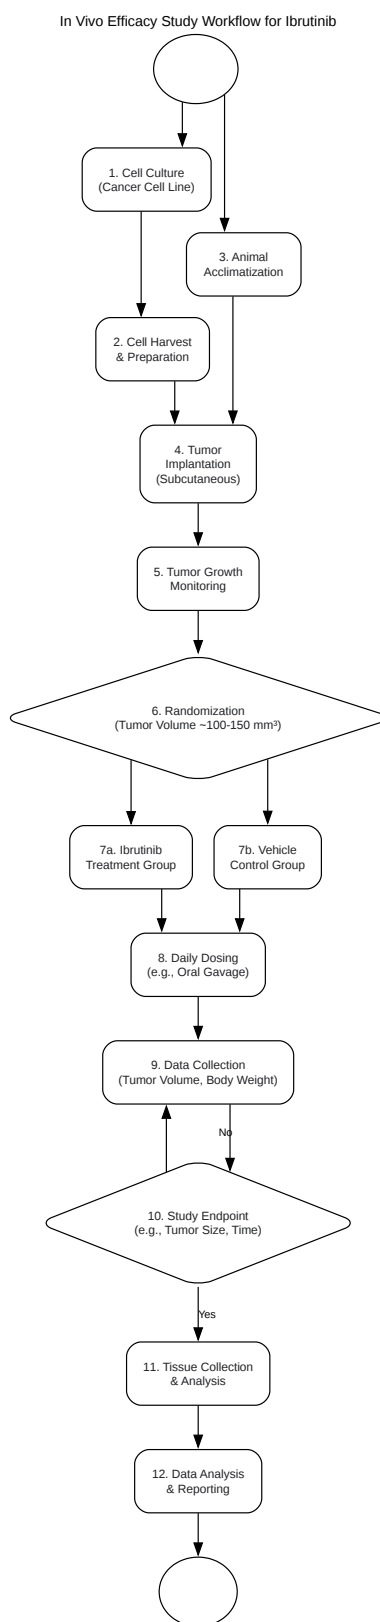 In Vivo Efficacy Study Workflow for Ibrutinib
1. Cell Culture
(Cancer Cell Line)
3. Animal
Acclimatization
2. Cell Harvest
& Preparation
4. Tumor
Implantation
(Subcutaneous)
5. Tumor Growth
Monitoring
6. Randomization
(Tumor Volume ~100-150 mm³)
7a. Ibrutinib
Treatment Group
7b. Vehicle
Control Group
8. Daily Dosing
(e.g., Oral Gavage)
9. Data Collection
(Tumor Volume, Body Weight)
No
10. Study Endpoint
(e.g., Tumor Size, Time)
Yes
11. Tissue Collection
& Analysis
12. Data Analysis
& Reporting